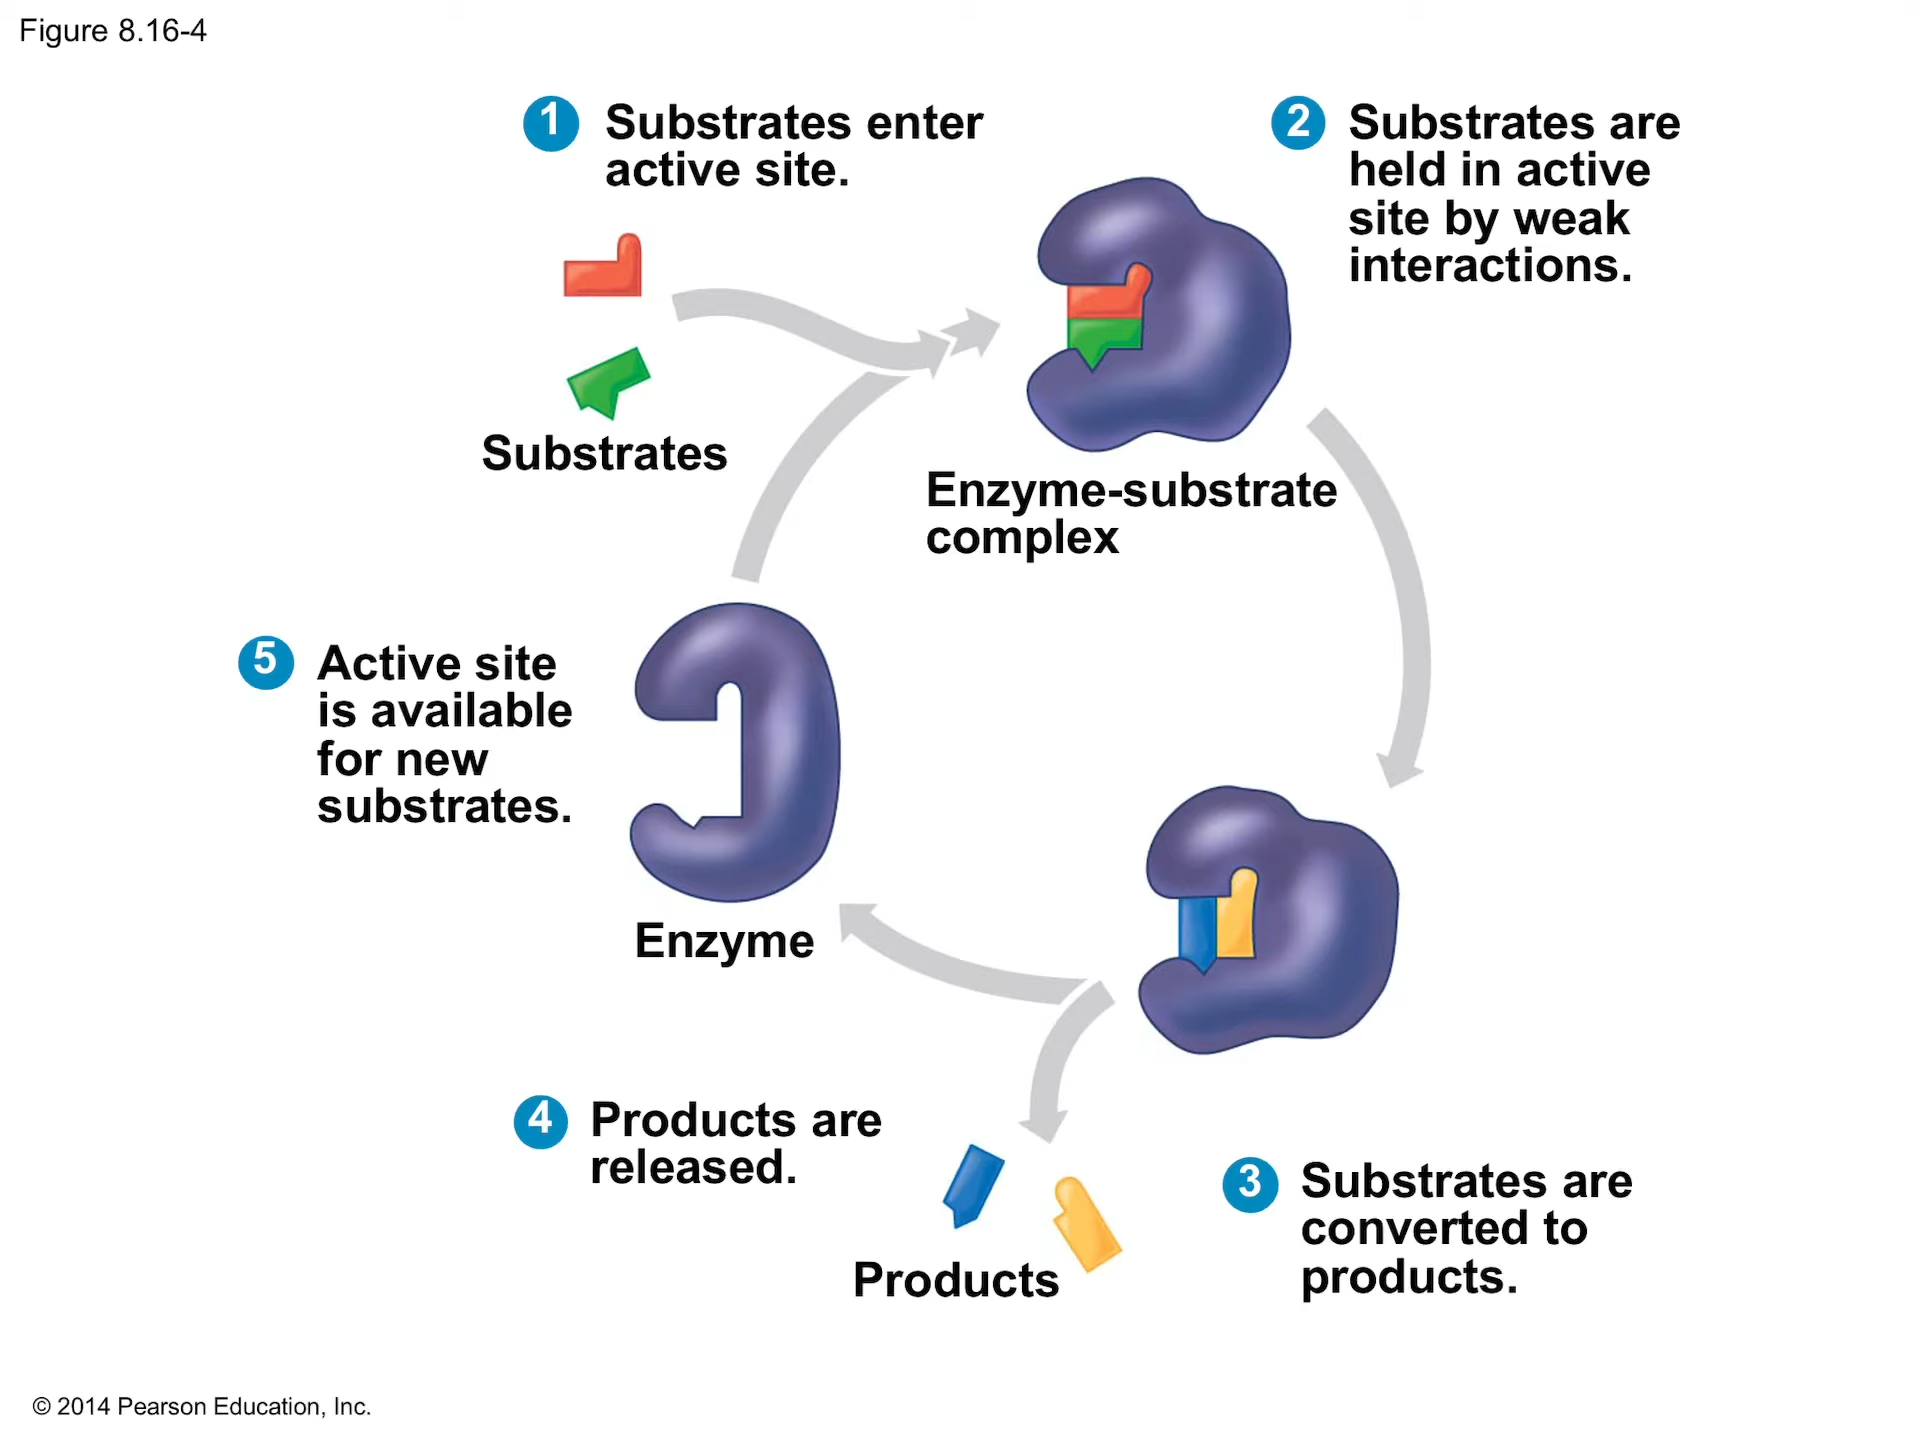 Figure 8.16-4
1 Substrates enter
active site.
2 Substrates are
held in active
site by weak
interactions.
Substrates
Enzyme-substrate
complex
5 Active site
is available
for new
substrates.
Enzyme
4 Products are
released.
Products
3 Substrates are
converted to
products.
© 2014 Pearson Education, Inc.